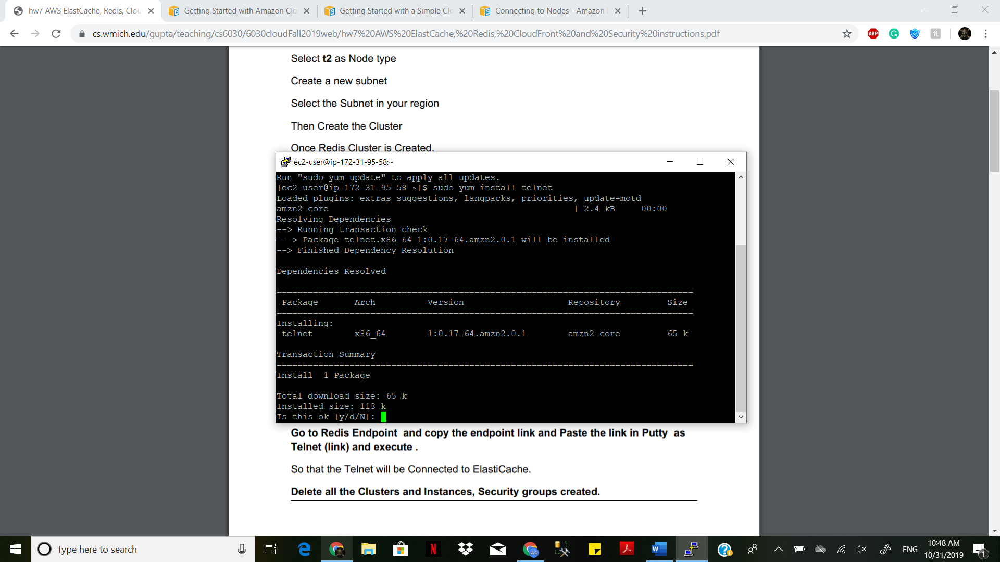 hw7 AWS ElastCache, Redis, Clou
Getting Started with Amazon Clo
Getting Started with a Simple Clo
Connecting to Nodes - Amazon E
cs.wmich.edu/gupta/teaching/cs6030/6030cloudFall2019web/hw7%20AWS%20ElastCache,%20Redis,%20CloudFront%20and%20Security%20instructions.pdf
ABP
Select t2 as Node type
Create a new subnet
Select the Subnet in your region
Then Create the Cluster
Once Redis Cluster is Created.
ec2-user@ip-172-31-95-58:~
Run "sudo yum update" to apply all updates.
[ec2-user@ip-172-31-95-58 ~]$ sudo yum install telnet
Loaded plugins: extras_suggestions, langpacks, priorities, update-motd
amzn2-core | 2.4 kB 00:00
Resolving Dependencies
--> Running transaction check
---> Package telnet.x86_64 1:0.17-64.amzn2.0.1 will be installed
--> Finished Dependency Resolution
Dependencies Resolved
================================================================================
Package Arch Version Repository Size
================================================================================
Installing:
telnet x86_64 1:0.17-64.amzn2.0.1 amzn2-core 65 k
Transaction Summary
================================================================================
Install 1 Package
Total download size: 65 k
Installed size: 113 k
Is this ok [y/d/N]:
Go to Redis Endpoint and copy the endpoint link and Paste the link in Putty as
Telnet (link) and execute .
So that the Telnet will be Connected to ElastiCache.
Delete all the Clusters and Instances, Security groups created.
Type here to search
ENG
10:48 AM
10/31/2019
1